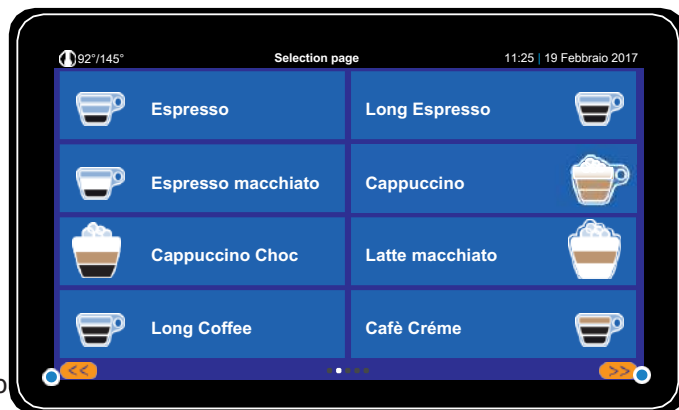 92°/145° Selection page 11:25 | 19 Febbraio 2017
Espresso Long Espresso
Espresso macchiato Cappuccino
Cappuccino Choc Latte macchiato
Long Coffee Cafè Créme
<< >>